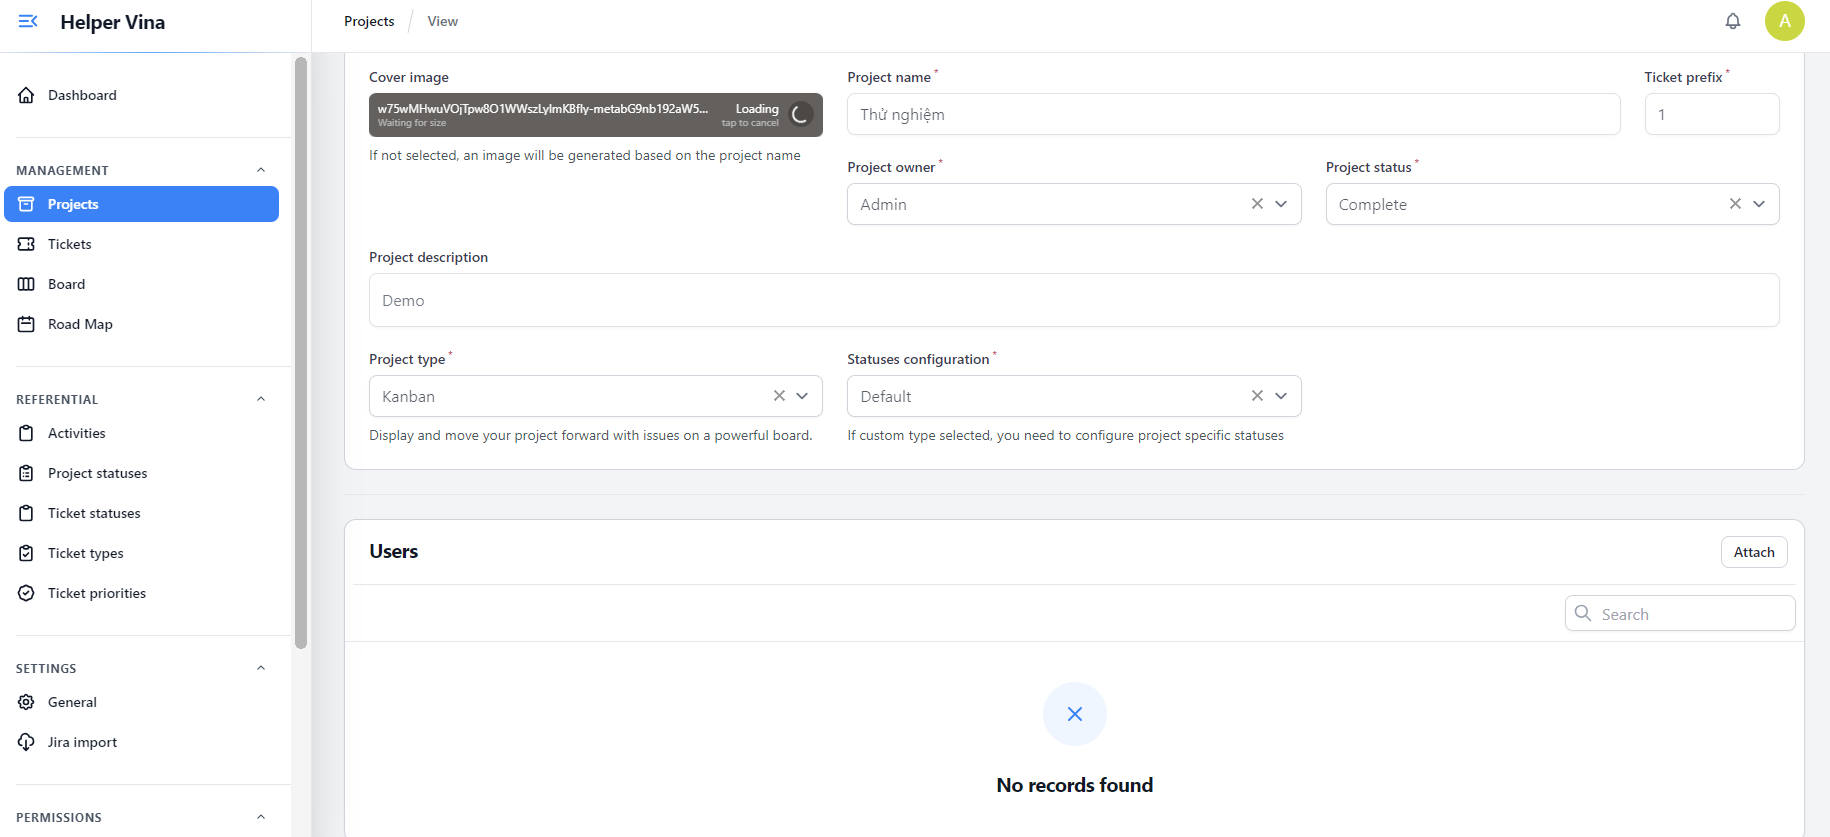 Helper Vina
Projects / View
A
Dashboard
MANAGEMENT
Projects
Tickets
Board
Road Map
REFERENTIAL
Activities
Project statuses
Ticket statuses
Ticket types
Ticket priorities
SETTINGS
General
Jira import
PERMISSIONS
Cover image
Loading
Waiting for size
tap to cancel
If not selected, an image will be generated based on the project name
Project name *
Thử nghiệm
Ticket prefix *
1
Project owner *
Admin
Project status *
Complete
Project description
Demo
Project type *
Kanban
Display and move your project forward with issues on a powerful board.
Statuses configuration *
Default
If custom type selected, you need to configure project specific statuses
Users
Attach
Search
No records found